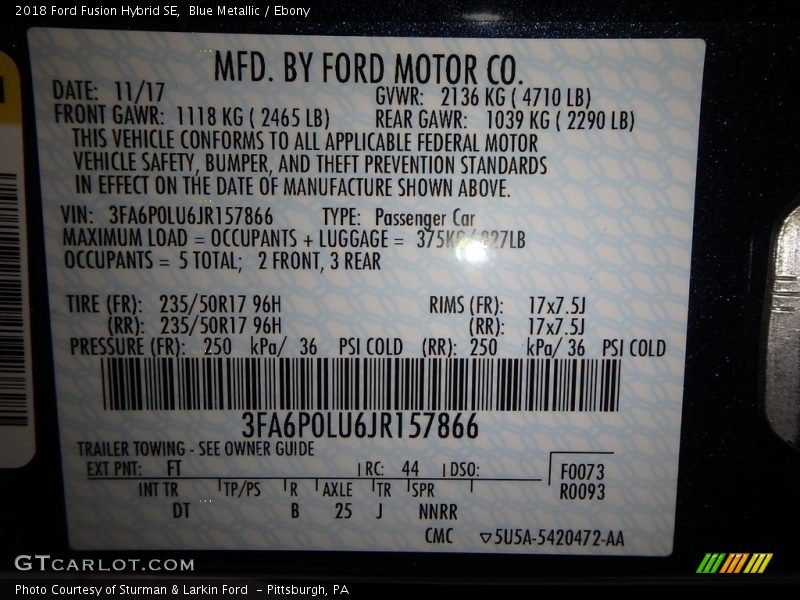 2018 Ford Fusion Hybrid SE, Blue Metallic / Ebony
MFD. BY FORD MOTOR CO.
DATE: 11/17 GVWR: 2136 KG ( 4710 LB)
FRONT GAWR: 1118 KG ( 2465 LB) REAR GAWR: 1039 KG ( 2290 LB)
THIS VEHICLE CONFORMS TO ALL APPLICABLE FEDERAL MOTOR
VEHICLE SAFETY, BUMPER, AND THEFT PREVENTION STANDARDS
IN EFFECT ON THE DATE OF MANUFACTURE SHOWN ABOVE.
VIN: 3FA6P0LU6JR157866 TYPE: Passenger Car
MAXIMUM LOAD = OCCUPANTS + LUGGAGE = 375KG / 827LB
OCCUPANTS = 5 TOTAL; 2 FRONT, 3 REAR
TIRE (FR): 235/50R17 96H RIMS (FR): 17x7.5J
(RR): 235/50R17 96H (RR): 17x7.5J
PRESSURE (FR): 250 kPa/ 36 PSI COLD (RR): 250 kPa/ 36 PSI COLD
3FA6P0LU6JR157866
TRAILER TOWING - SEE OWNER GUIDE
EXT PNT: FT RC: 44 DSO: F0073
R0093
INT TR TP/PS R AXLE TR SPR
DT B 25 J NNRR
CMC ▽5U5A-5420472-AA
GTCARLOT.COM
Photo Courtesy of Sturman & Larkin Ford - Pittsburgh, PA